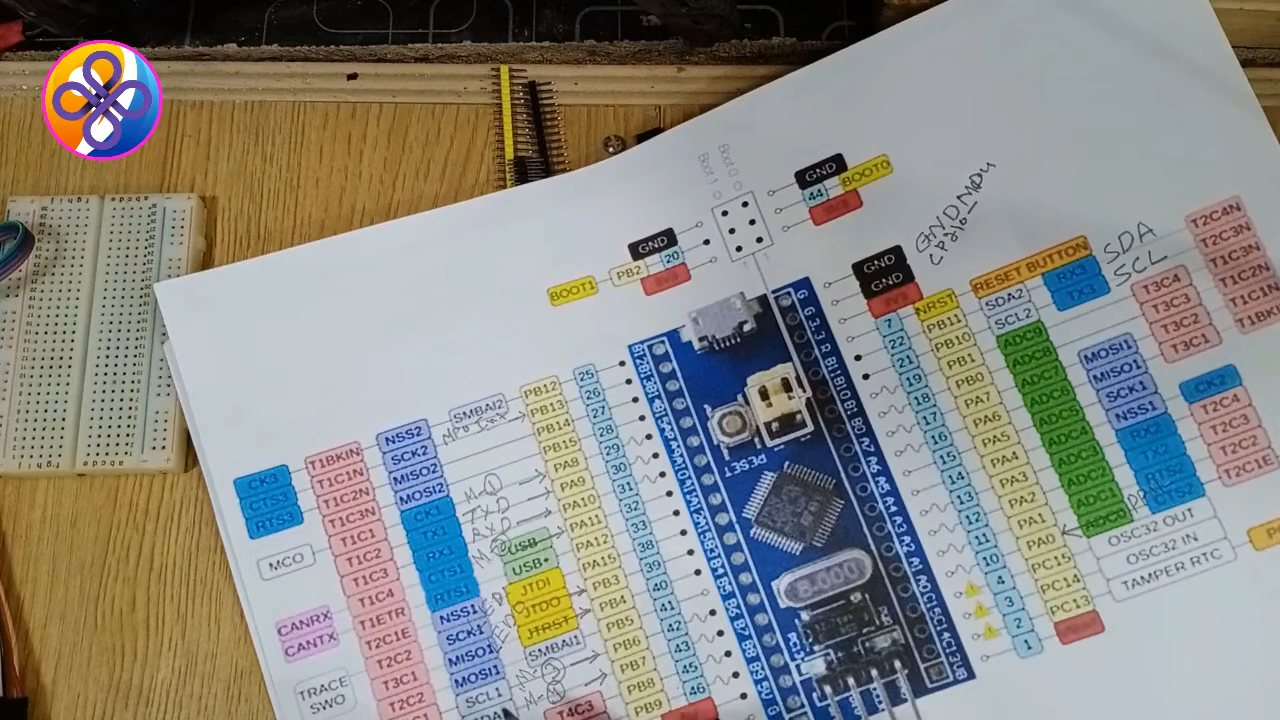 Boot0
Boot1
GND
44
BOOT0
GND
20
PB2
3V3
BOOT1
GND
GND
3V3
GND_MPU
SDA
SCL
RESET BUTTON
NRST
RX3
TX3
SDA2
SCL2
7
22
21
19
18
17
16
15
14
13
12
11
10
4
3
2
1
PB11
PB10
PB1
PB0
PA7
PA6
PA5
PA4
PA3
PA2
PA1
PA0
PC15
PC14
PC13
ADC9
ADC8
ADC7
ADC6
ADC5
ADC4
ADC3
ADC2
ADC1
ADC0
MOSI1
MISO1
SCK1
NSS1
RX2
TX2
RTS2
CTS2
T3C4
T3C3
T3C2
T3C1
T2C4N
T2C3N
T1C3N
T1C2N
T1C1N
T1BKI
CK2
T2C4
T2C3
T2C2
T2C1E
OSC32 OUT
OSC32 IN
TAMPER RTC
RESET
8.000
25
26
27
28
29
30
31
32
33
38
39
40
41
42
43
45
46
PB12
PB13
PB14
PB15
PA8
PA9
PA10
PA11
PA12
PA15
PB3
PB4
PB5
PB6
PB7
PB8
PB9
SMBAI2
NSS2
SCK2
MISO2
MOSI2
CK1
TX1
RX1
CTS1
RTS1
NSS1
SCK1
MISO1
MOSI1
SCL1
TXD
RXD
USB
USB+
JTDI
JTDO
JTRST
SMBAI1
T4C3
T1BKIN
T1C1N
T1C2N
T1C3N
T1C1
T1C2
T1C3
T1C4
T1ETR
T2C1E
T2C2
T3C1
T2C2
CK3
CTS3
RTS3
MCO
CANRX
CANTX
TRACE
SWO